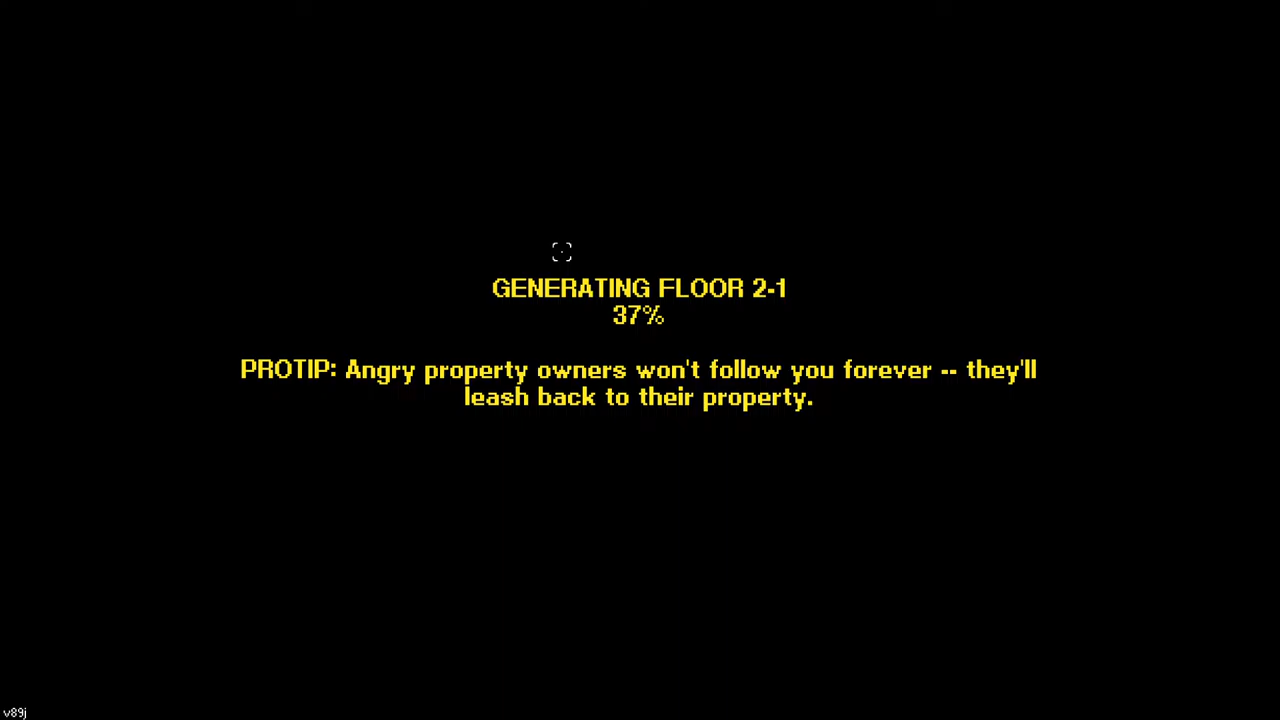 GENERATING FLOOR 2-1
37%
PROTIP: Angry property owners won't follow you forever -- they'll
leash back to their property.
v89j